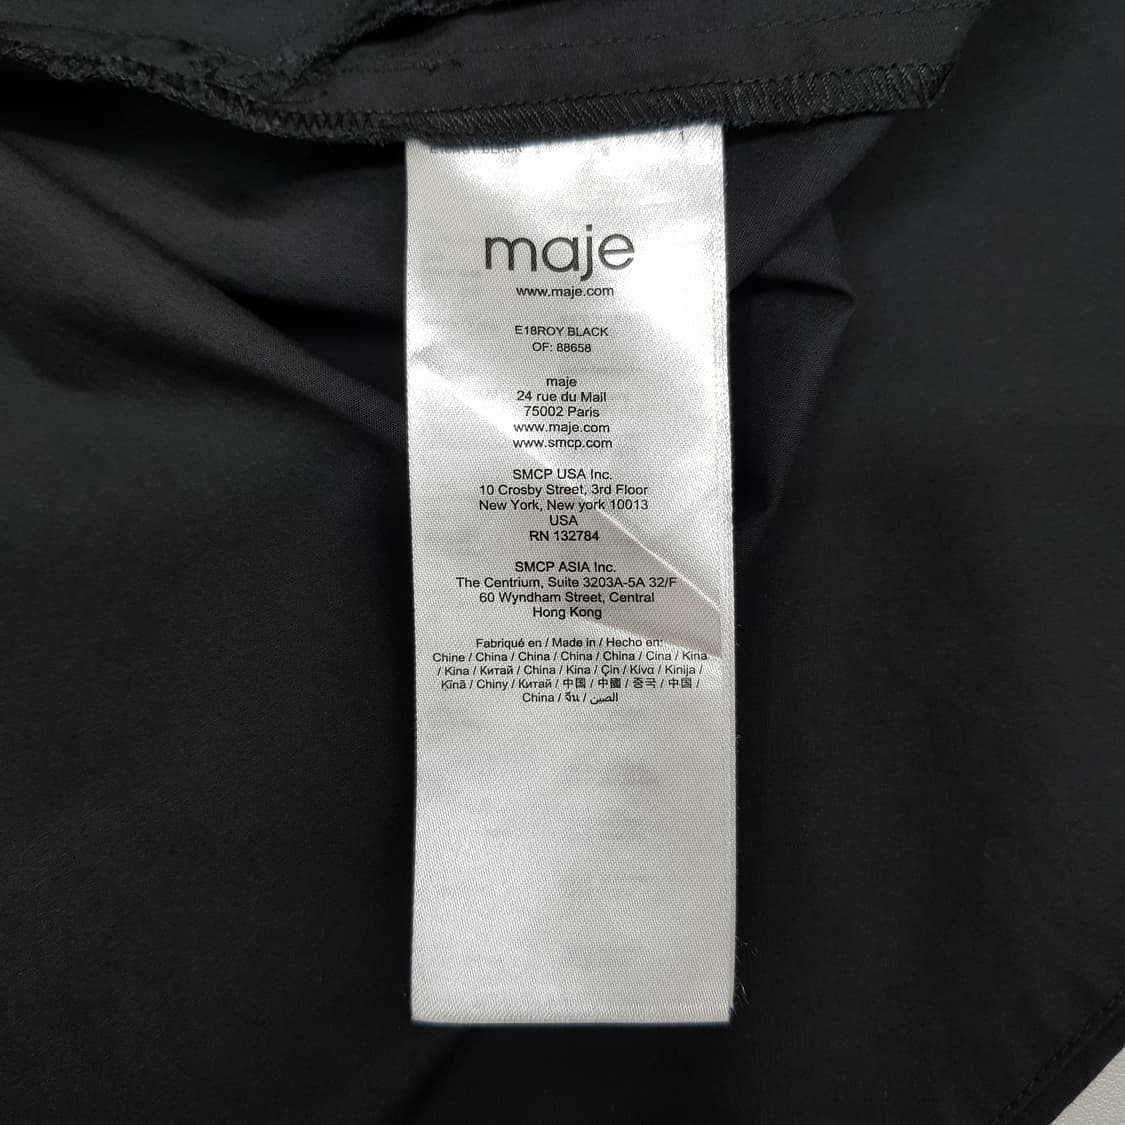 maje
www.maje.com
E18ROY BLACK
OF: 88658
maje
24 rue du Mail
75002 Paris
www.maje.com
www.smcp.com
SMCP USA Inc.
10 Crosby Street, 3rd Floor
New York, New york 10013
USA
RN 132784
SMCP ASIA Inc.
The Centrium, Suite 3203A-5A 32/F
60 Wyndham Street, Central
Hong Kong
Fabriqué en / Made in / Hecho en:
Chine / China / China / China / China / Cina / Kina
/ Kina / Китай / China / Kina / Çin / Κίνα / Kinija /
Ķīnā / Chiny / Китай / 中国 / 中國 / 중국 / 中国 /
China / จีน / الصين